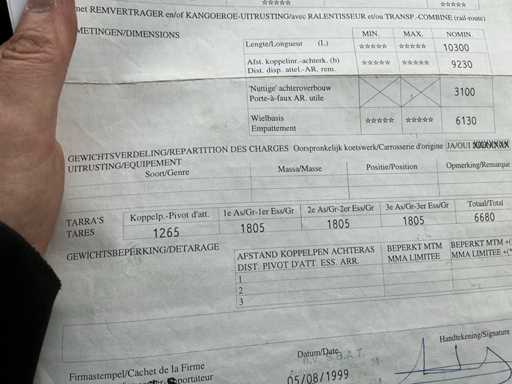 met REMVERTRAGER en/of KANGOEROE-UITRUSTING/avec RALENTISSEUR et/ou TRANSP.-COMBINE (rail-route)
METINGEN/DIMENSIONS
MIN. MAX. NOMIN.
Lengte/Longueur (L) ***** ***** 10300
Afst. koppelinr.-achterk. (b) ***** ***** 9230
Dist. disp. attel.-AR. rem.
'Nuttige' achteroverbouw 3100
Porte-à-faux AR. utile
Wielbasis ***** ***** 6130
Empattement
GEWICHTSVERDELING/REPARTITION DES CHARGES Oorspronkelijk koetswerk/Carrosserie d'origine JA/OUI
UITRUSTING/EQUIPEMENT
Soort/Genre Massa/Masse Positie/Position Opmerking/Remarque
Koppelp.-Pivot d'att. 1e As/Gr-1er Ess/Gr 2e As/Gr-2er Ess/Gr 3e As/Gr-3er Ess/Gr Totaal/Total
TARRA'S
TARES 1265 1805 1805 1805 6680
GEWICHTSBEPERKING/DETARAGE
AFSTAND KOPPELPEN ACHTERAS BEPERKT MTM BEPERKT MTM +(
DIST. PIVOT D'ATT. ESS. ARR. MMA LIMITEE MMA LIMITEE +(*
1
2
3
Datum/Date Handtekening/Signature
Firmastempel/Cachet de la Firme
05/08/1999